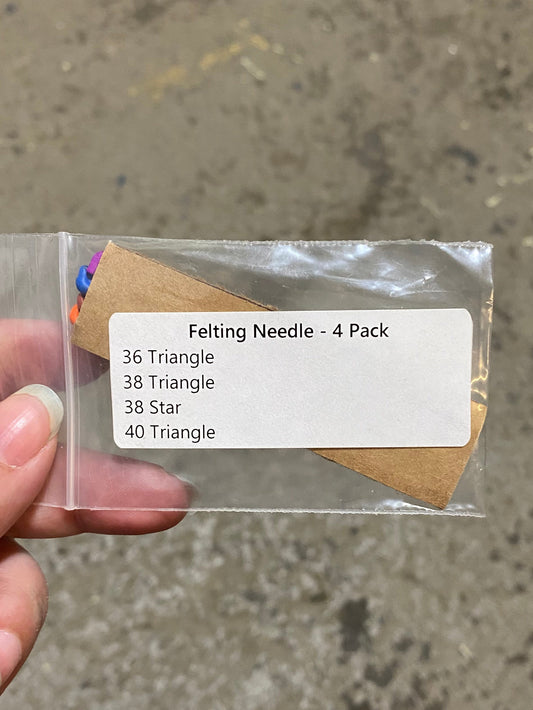 Felting Needle - 4 Pack
36 Triangle
38 Triangle
38 Star
40 Triangle